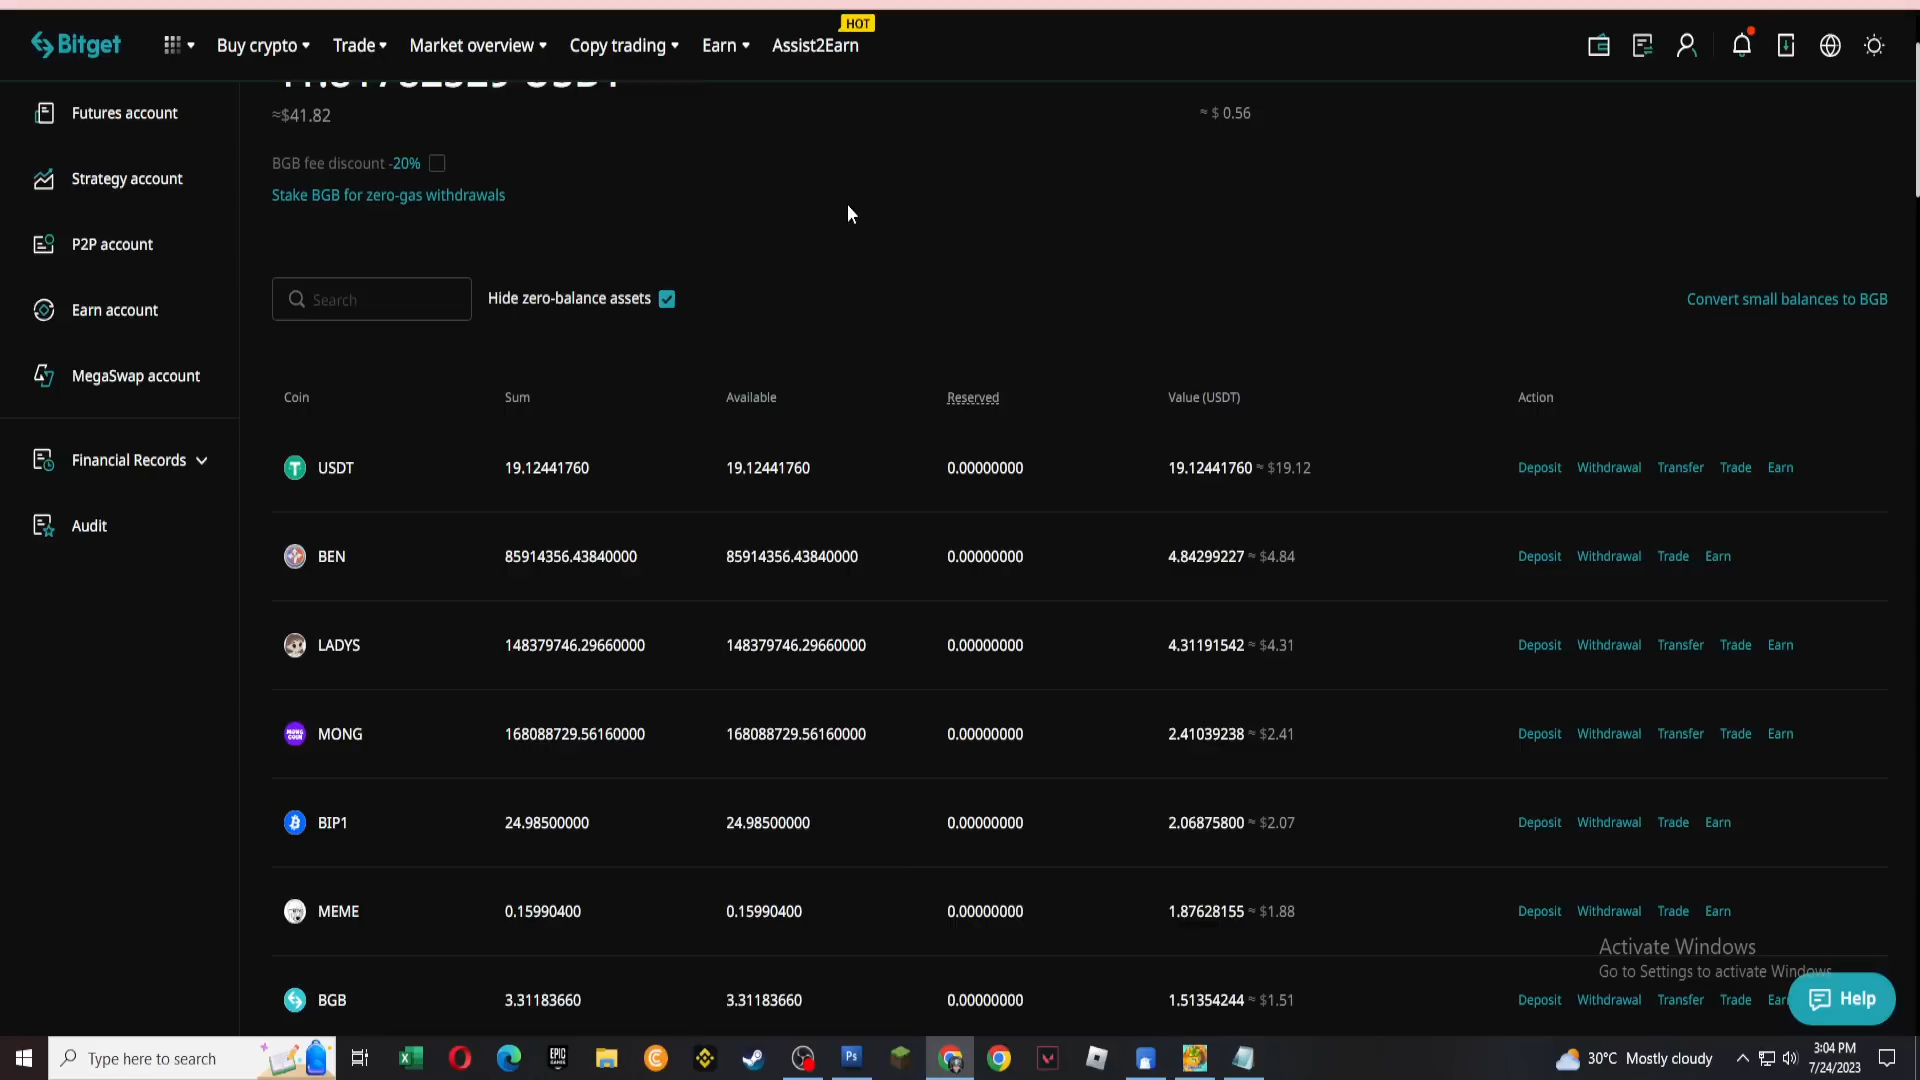 HOT
Bitget
Buy crypto
Trade
Market overview
Copy trading
Earn
Assist2Earn
Futures account
Strategy account
P2P account
Earn account
MegaSwap account
Financial Records
Audit
≈$41.82
≈ $ 0.56
BGB fee discount -20%
Stake BGB for zero-gas withdrawals
Search
Hide zero-balance assets
Convert small balances to BGB
Coin Sum Available Reserved Value (USDT) Action
USDT 19.12441760 19.12441760 0.00000000 19.12441760 ≈ $19.12 Deposit Withdrawal Transfer Trade Earn
BEN 85914356.43840000 85914356.43840000 0.00000000 4.84299227 ≈ $4.84 Deposit Withdrawal Trade Earn
LADYS 148379746.29660000 148379746.29660000 0.00000000 4.31191542 ≈ $4.31 Deposit Withdrawal Transfer Trade Earn
MONG 168088729.56160000 168088729.56160000 0.00000000 2.41039238 ≈ $2.41 Deposit Withdrawal Transfer Trade Earn
BIP1 24.98500000 24.98500000 0.00000000 2.06875800 ≈ $2.07 Deposit Withdrawal Trade Earn
MEME 0.15990400 0.15990400 0.00000000 1.87628155 ≈ $1.88 Deposit Withdrawal Trade Earn
BGB 3.31183660 3.31183660 0.00000000 1.51354244 ≈ $1.51 Deposit Withdrawal Transfer Trade
Activate Windows
Go to Settings to activate Windows
Help
Type here to search
EPIC GAMES
Ps
30°C Mostly cloudy
3:04 PM
7/24/2023